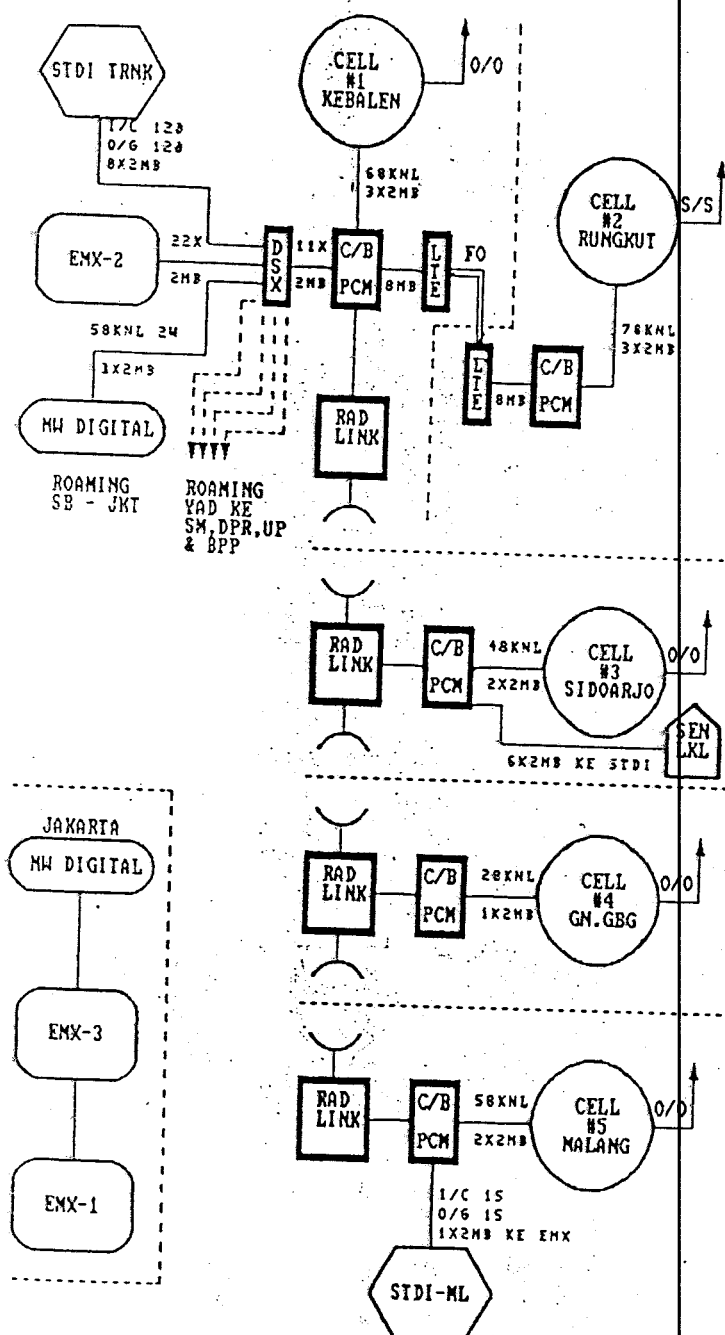 STDI TRNK
I/C 120
O/G 120
8X2MB
CELL
#1
KEBALEN
O/O
68KNL
3X2MB
CELL
#2
RUNGKUT
S/S
EMX-2
22X
2MB
DSX
11X
2MB
C/B
PCM
8MB
LTE
FO
58KNL 2W
1X2MB
MW DIGITAL
ROAMING
SB - JKT
ROAMING
YAD KE
SM,DPR,UP
& BPP
RAD
LINK
LTE
8MB
C/B
PCM
76KNL
3X2MB
RAD
LINK
C/B
PCM
48KNL
2X2MB
CELL
#3
SIDOARJO
O/O
6X2MB KE STDI
SEN
LKL
JAKARTA
MW DIGITAL
EMX-3
EMX-1
RAD
LINK
C/B
PCM
28KNL
1X2MB
CELL
#4
GN.GBG
O/O
RAD
LINK
C/B
PCM
58KNL
2X2MB
CELL
#5
MALANG
O/O
I/C 15
O/G 15
1X2MB KE EMX
STDI-ML